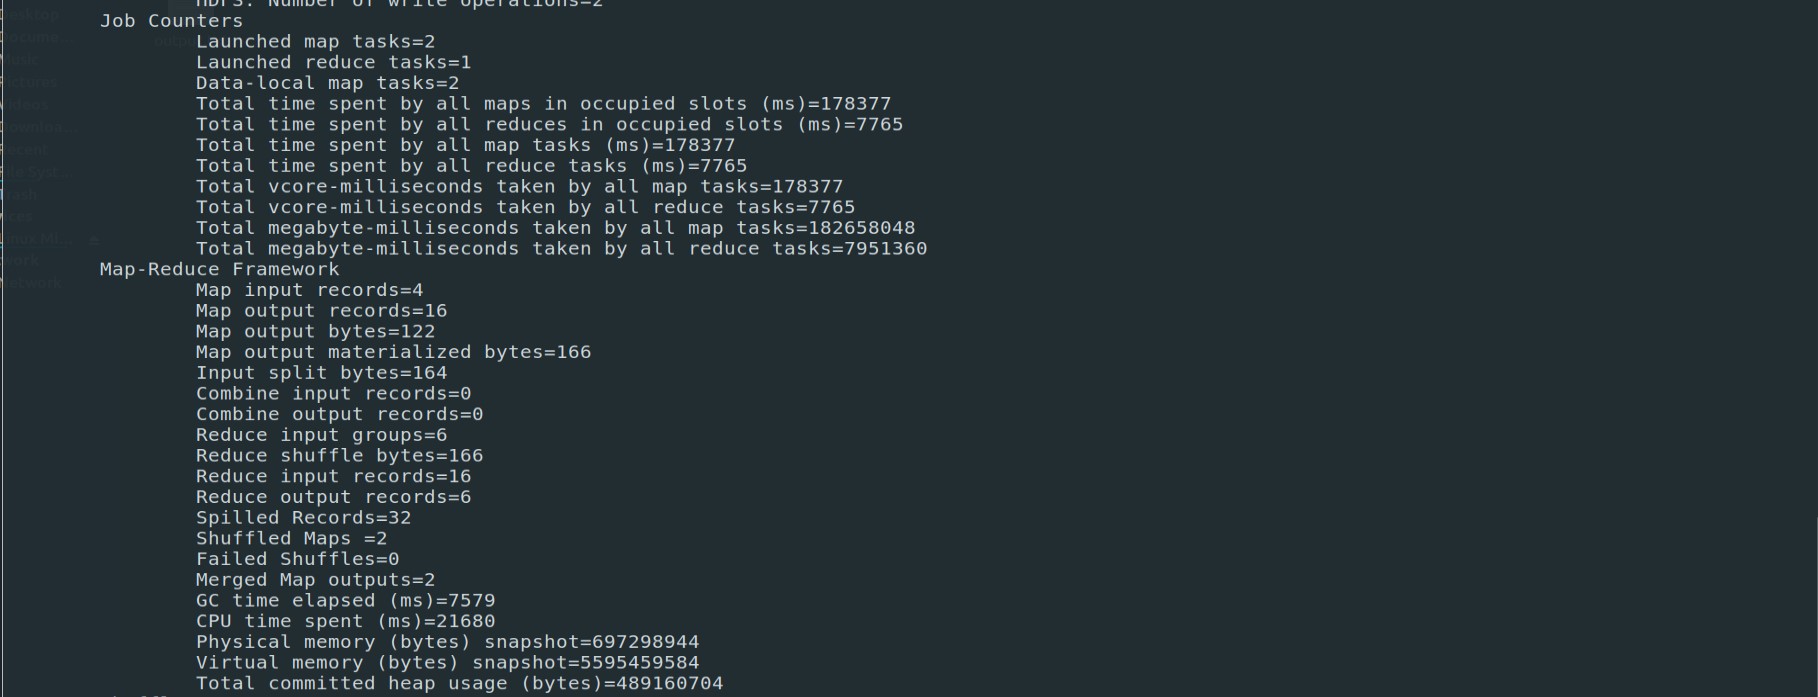 HDFS: Number of write operations=2
Job Counters
Launched map tasks=2
Launched reduce tasks=1
Data-local map tasks=2
Total time spent by all maps in occupied slots (ms)=178377
Total time spent by all reduces in occupied slots (ms)=7765
Total time spent by all map tasks (ms)=178377
Total time spent by all reduce tasks (ms)=7765
Total vcore-milliseconds taken by all map tasks=178377
Total vcore-milliseconds taken by all reduce tasks=7765
Total megabyte-milliseconds taken by all map tasks=182658048
Total megabyte-milliseconds taken by all reduce tasks=7951360
Map-Reduce Framework
Map input records=4
Map output records=16
Map output bytes=122
Map output materialized bytes=166
Input split bytes=164
Combine input records=0
Combine output records=0
Reduce input groups=6
Reduce shuffle bytes=166
Reduce input records=16
Reduce output records=6
Spilled Records=32
Shuffled Maps =2
Failed Shuffles=0
Merged Map outputs=2
GC time elapsed (ms)=7579
CPU time spent (ms)=21680
Physical memory (bytes) snapshot=697298944
Virtual memory (bytes) snapshot=5595459584
Total committed heap usage (bytes)=489160704